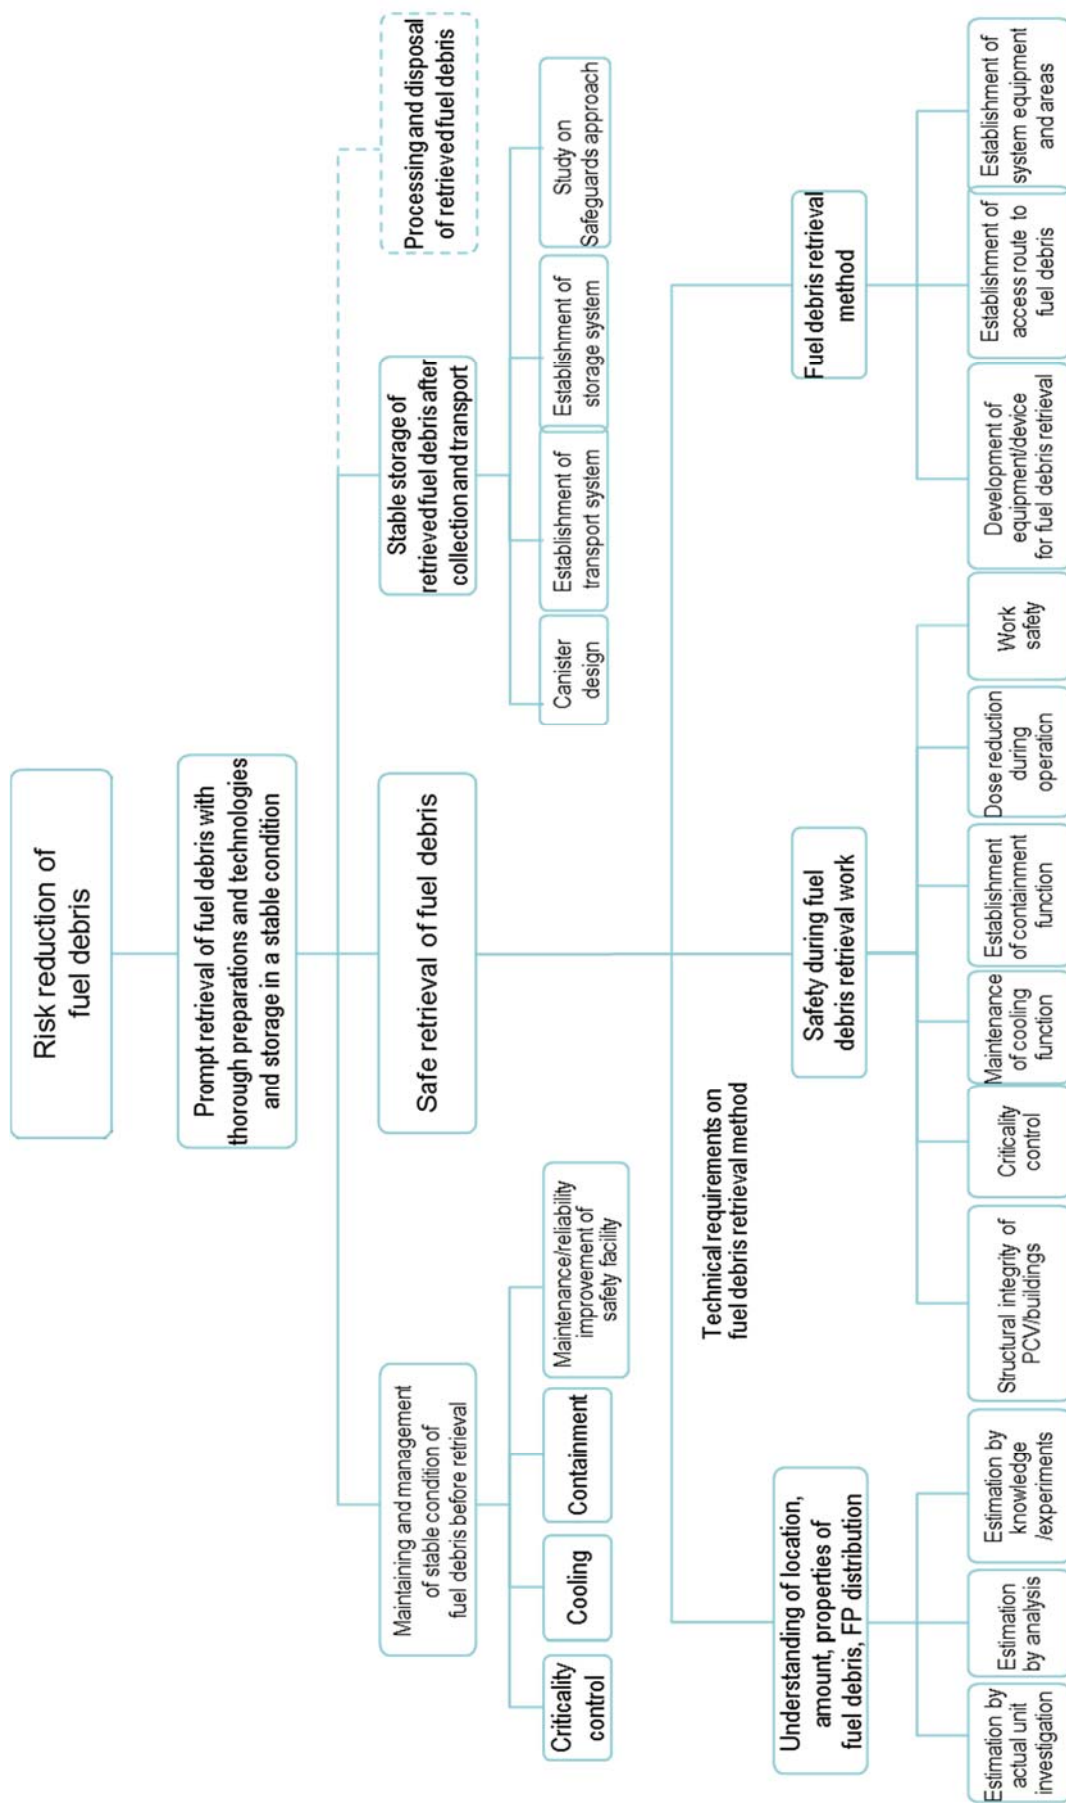 Risk reduction of
fuel debris
Prompt retrieval of fuel debris with
thorough preparations and technologies
and storage in a stable condition
Maintaining and management
of stable condition of
fuel debris before retrieval
Safe retrieval of fuel debris
Stable storage of
retrieved fuel debris after
collection and transport
Processing and disposal
of retrieved fuel debris
Criticality
control
Cooling
Containment
Maintenance/reliability
improvement of
safety facility
Canister
design
Establishment of
transport system
Establishment of
storage system
Study on
Safeguards approach
Technical requirements on
fuel debris retrieval method
Understanding of location,
amount, properties of
fuel debris, FP distribution
Safety during fuel
debris retrieval work
Fuel debris retrieval
method
Estimation by
actual unit
investigation
Estimation
by analysis
Estimation by
knowledge
/experiments
Structural integrity of
PCV/buildings
Criticality
control
Maintenance
of cooling
function
Establishment
of containment
function
Dose reduction
during
operation
Work
safety
Development of
equipment/device
for fuel debris retrieval
Establishment of
access route to
fuel debris
Establishment of
system equipment
and areas